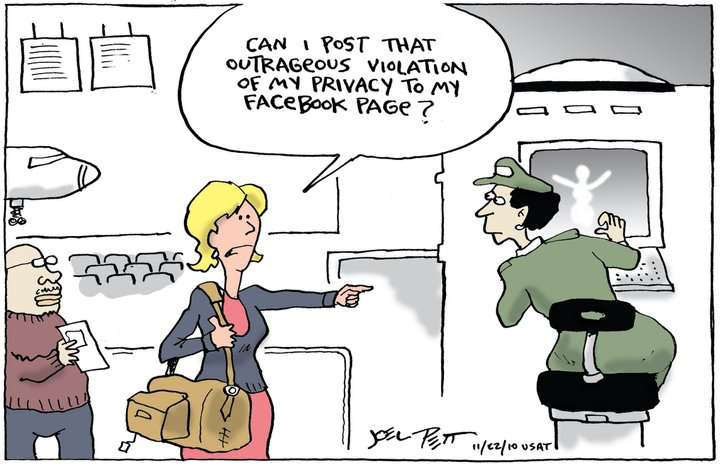 CAN I POST THAT
OUTRAGEOUS VIOLATION
OF MY PRIVACY TO MY
FACEBOOK PAGE?
JOEL PETT
11/22/10 USAT